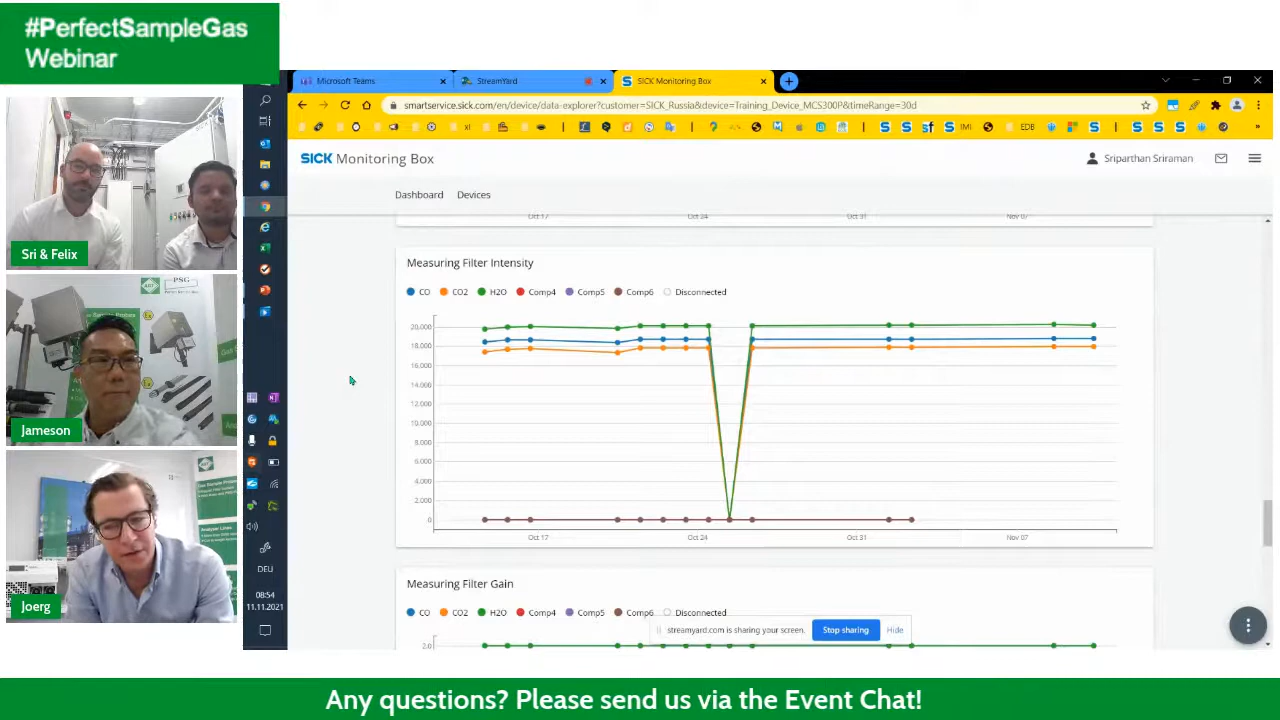 #PerfectSampleGas
Webinar
Sri & Felix
PSG
Jameson
Joerg
Microsoft Teams
StreamYard
SICK Monitoring Box
smartservice.sick.com/en/device/data-explorer?customer=SICK_Russia&device=Training_Device_MCS300P&timeRange=30d
EDB
SICK Monitoring Box
Sriparthan Sriraman
Dashboard
Devices
Oct 17
Oct 24
Oct 31
Nov 07
Measuring Filter Intensity
CO
CO2
H2O
Comp4
Comp5
Comp6
Disconnected
20,000
18,000
16,000
14,000
12,000
10,000
8,000
6,000
4,000
2,000
0
Oct 17
Oct 24
Oct 31
Nov 07
Measuring Filter Gain
CO
CO2
H2O
Comp4
Comp5
Comp6
Disconnected
2.0
streamyard.com is sharing your screen.
Stop sharing
Hide
DEU
08:54
11.11.2021
Any questions? Please send us via the Event Chat!